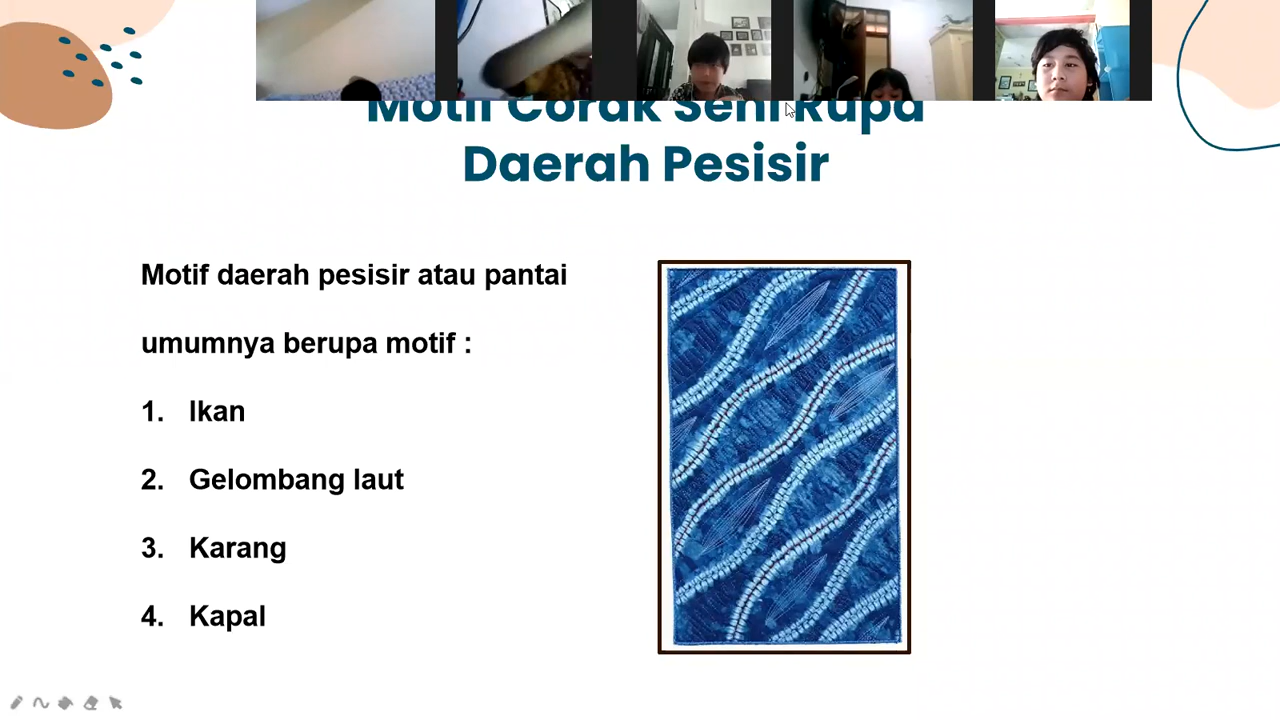 Motif Corak Seni Rupa
Daerah Pesisir
Motif daerah pesisir atau pantai
umumnya berupa motif :
1. Ikan
2. Gelombang laut
3. Karang
4. Kapal